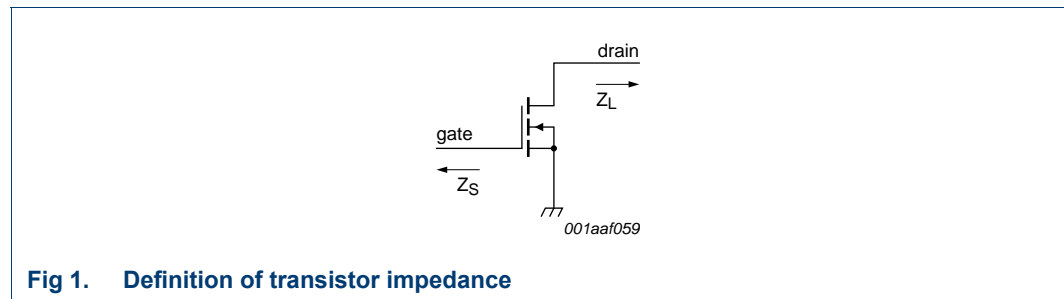 drain
Z_L
gate
Z_S
001aaf059
Fig 1. Definition of transistor impedance